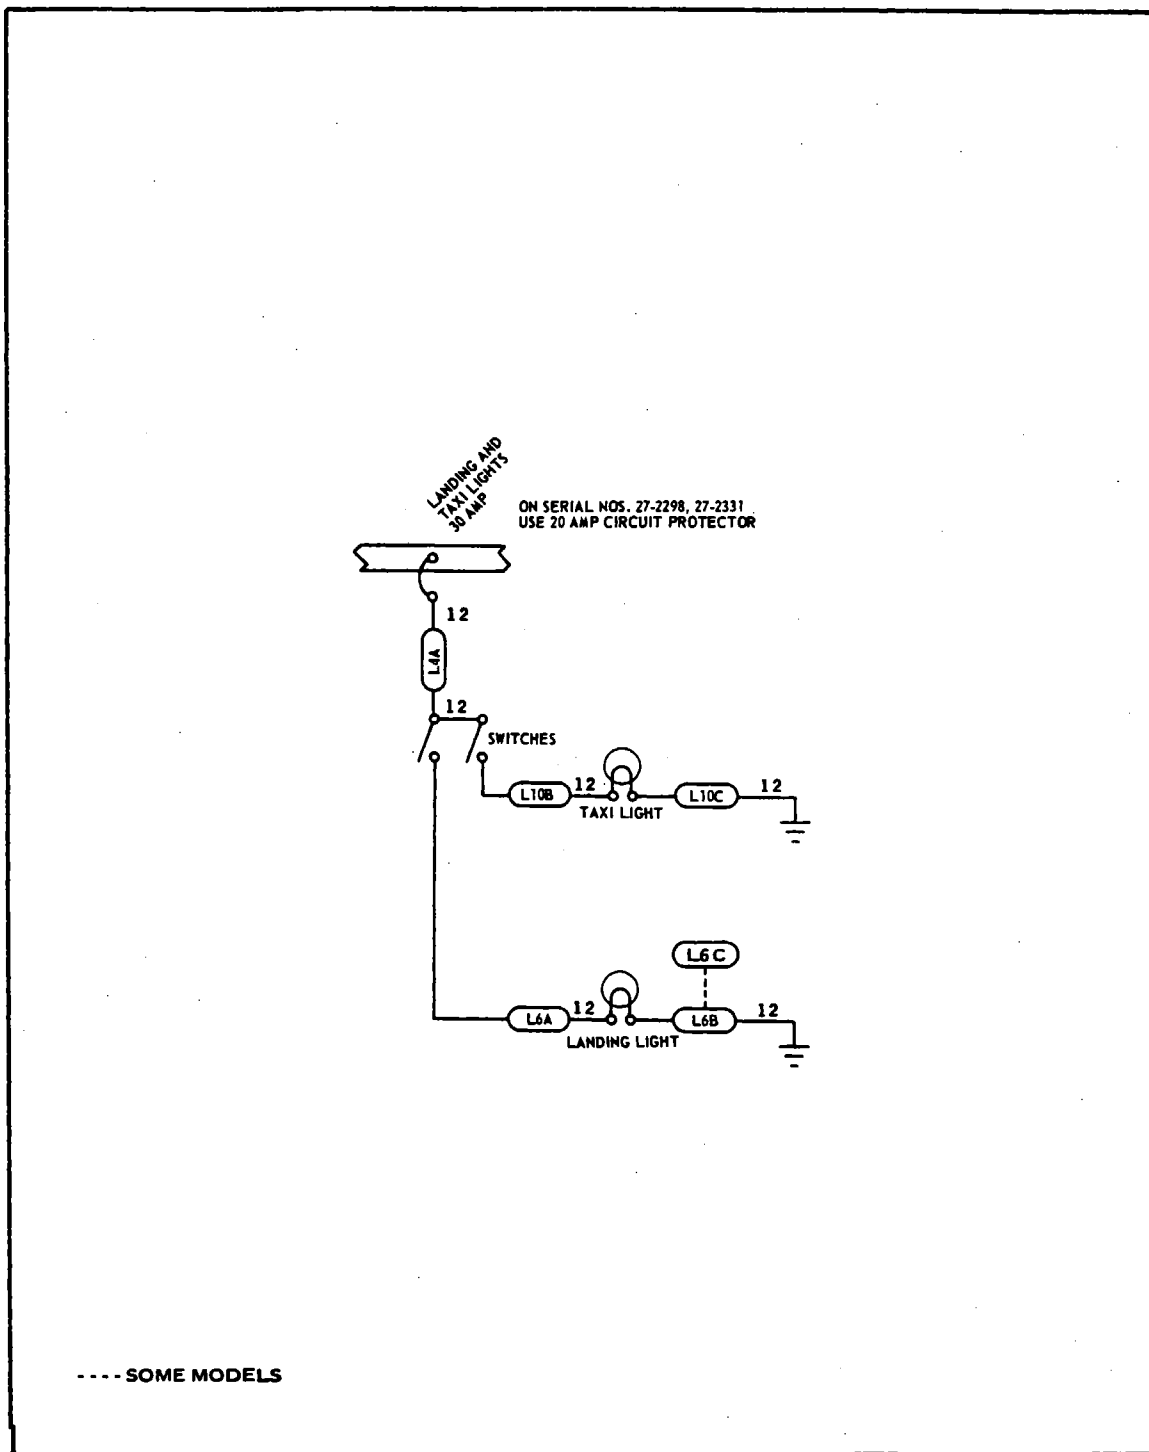 LANDING AND
TAXI LIGHTS
30 AMP
ON SERIAL NOS. 27-2298, 27-2331
USE 20 AMP CIRCUIT PROTECTOR
12
L4A
12
SWITCHES
L10B
12
L10C
12
TAXI LIGHT
L6C
L6A
12
L6B
12
LANDING LIGHT
---- SOME MODELS